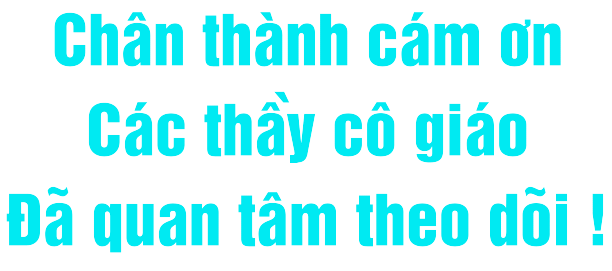 Chân thành cám ơn
Các thầy cô giáo
Đã quan tâm theo dõi !